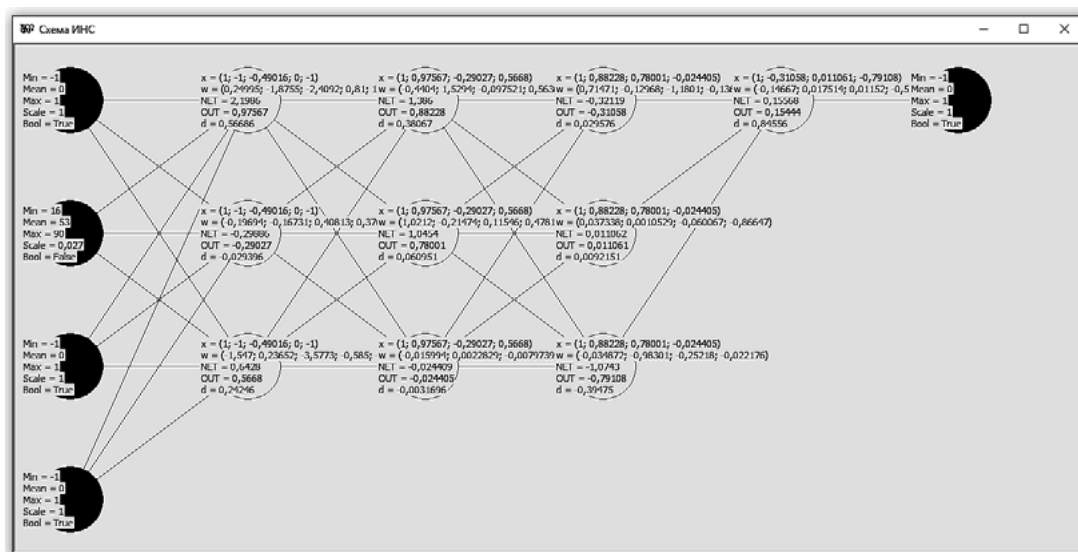 Схема ИНС
Min = -1
Mean = 0
Max = 1
Scale = 1
Bool = True
x = (1; -1; -0,49016; 0; -1)
w = (0,24995; -1,8755; -2,4092; 0,81; 1
NET = 2,1986
OUT = 0,97567
d = 0,56686
x = (1; 0,97567; -0,29027; 0,5668)
w = (-0,4404; 1,5294; -0,097521; 0,563
NET = 1,386
OUT = 0,88228
d = 0,38067
x = (1; 0,88228; 0,78001; -0,024405)
w = (0,71471; -0,12968; -1,1801; -0,13
NET = -0,32119
OUT = -0,31058
d = 0,029576
x = (1; -0,31058; 0,011061; -0,79108)
w = (-0,14667; 0,017514; 0,01152; -0,5
NET = 0,15568
OUT = 0,15444
d = 0,84556
Min = -1
Mean = 0
Max = 1
Scale = 1
Bool = True
Min = 16
Mean = 53
Max = 90
Scale = 0,027
Bool = False
x = (1; -1; -0,49016; 0; -1)
w = (-0,19694; -0,16731; 0,40813; 0,37
NET = -0,29886
OUT = -0,29027
d = -0,029396
x = (1; 0,97567; -0,29027; 0,5668)
w = (1,0212; -0,21474; 0,11546; 0,4781
NET = 1,0454
OUT = 0,78001
d = 0,060951
x = (1; 0,88228; 0,78001; -0,024405)
w = (0,037338; 0,0010529; -0,060067; -0,86647)
NET = 0,011062
OUT = 0,011061
d = 0,0092151
Min = -1
Mean = 0
Max = 1
Scale = 1
Bool = True
x = (1; -1; -0,49016; 0; -1)
w = (-1,547; 0,23652; -3,5773; -0,585;
NET = 0,6428
OUT = 0,5668
d = 0,24246
x = (1; 0,97567; -0,29027; 0,5668)
w = (-0,015994; 0,0022829; -0,0079739
NET = -0,024409
OUT = -0,024405
d = -0,0031696
x = (1; 0,88228; 0,78001; -0,024405)
w = (-0,034872; -0,98301; -0,25218; -0,022176)
NET = -1,0743
OUT = -0,79108
d = -0,39475
Min = -1
Mean = 0
Max = 1
Scale = 1
Bool = True